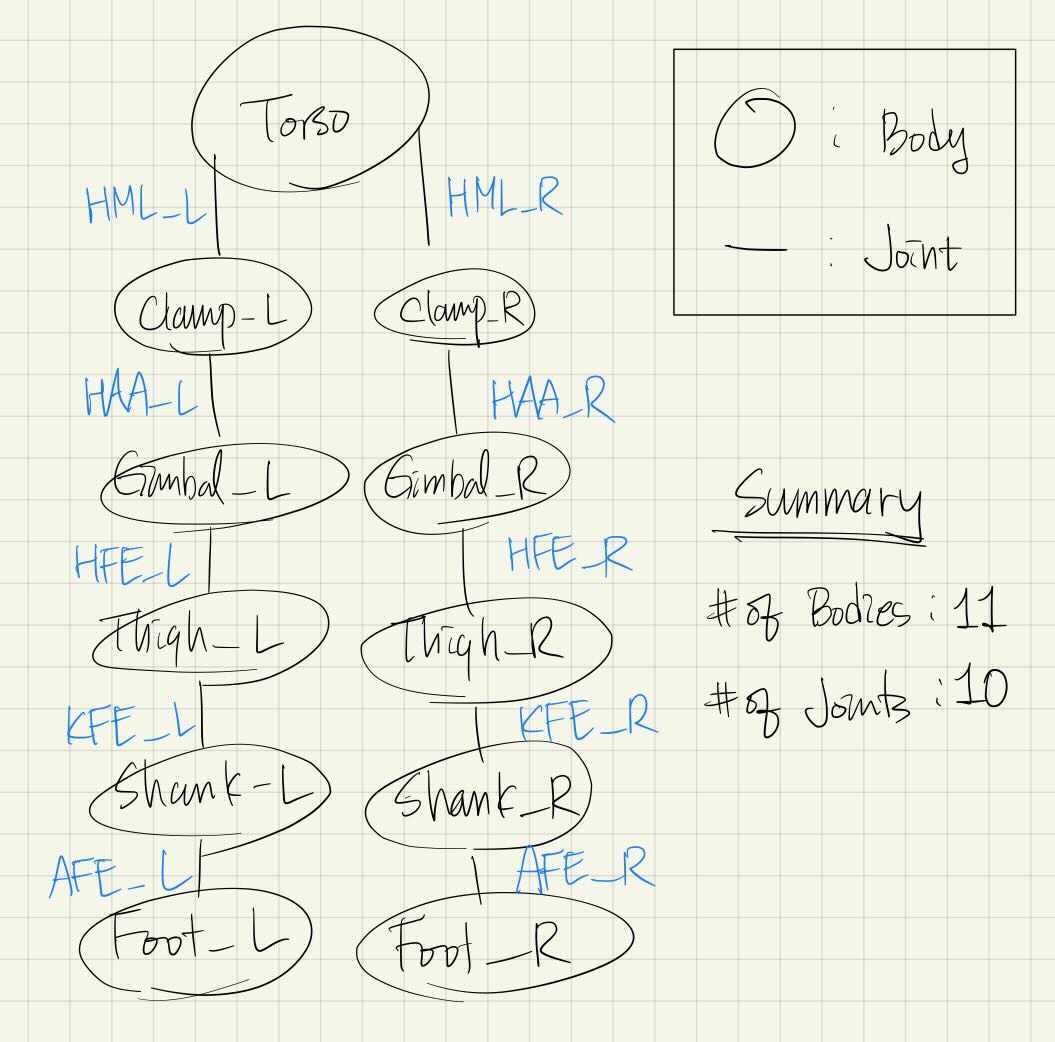 Torso
HML_L
HML_R
Clamp_L
Clamp_R
HAA_L
HAA_R
Gimbal_L
Gimbal_R
HFE_L
HFE_R
Thigh_L
Thigh_R
KFE_L
KFE_R
Shank-L
Shank_R
AFE_L
AFE_R
Foot_L
Foot_R
: Body
: Joint
Summary
# of Bodies : 11
# of Joints : 10